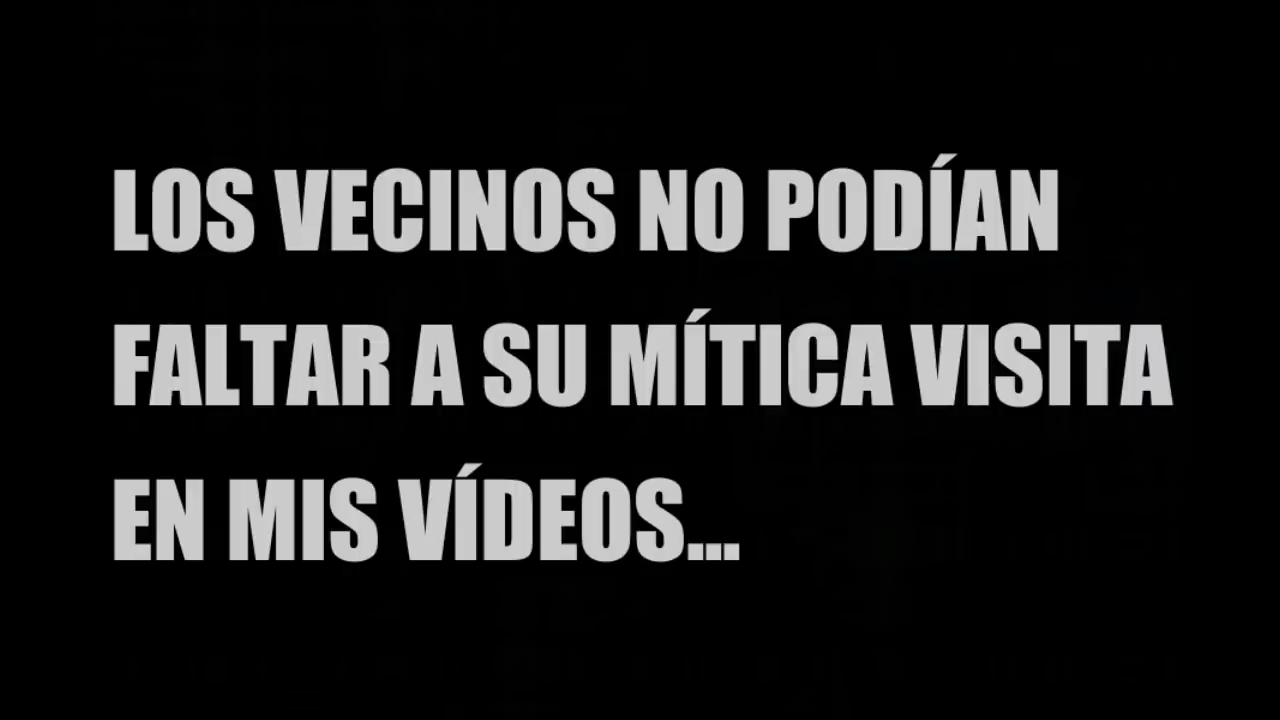 LOS VECINOS NO PODÍAN
FALTAR A SU MÍTICA VISITA
EN MIS VÍDEOS...